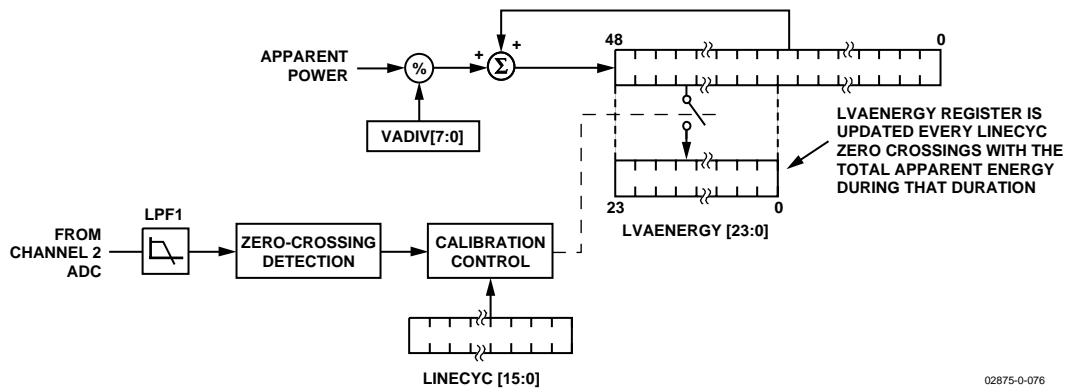 48
0
APPARENT
POWER
%
+
+
Σ
VADIV[7:0]
LVAENERGY REGISTER IS
UPDATED EVERY LINECYC
ZERO CROSSINGS WITH THE
TOTAL APPARENT ENERGY
DURING THAT DURATION
23
0
LVAENERGY [23:0]
LPF1
FROM
CHANNEL 2
ADC
ZERO-CROSSING
DETECTION
CALIBRATION
CONTROL
LINECYC [15:0]
02875-0-076